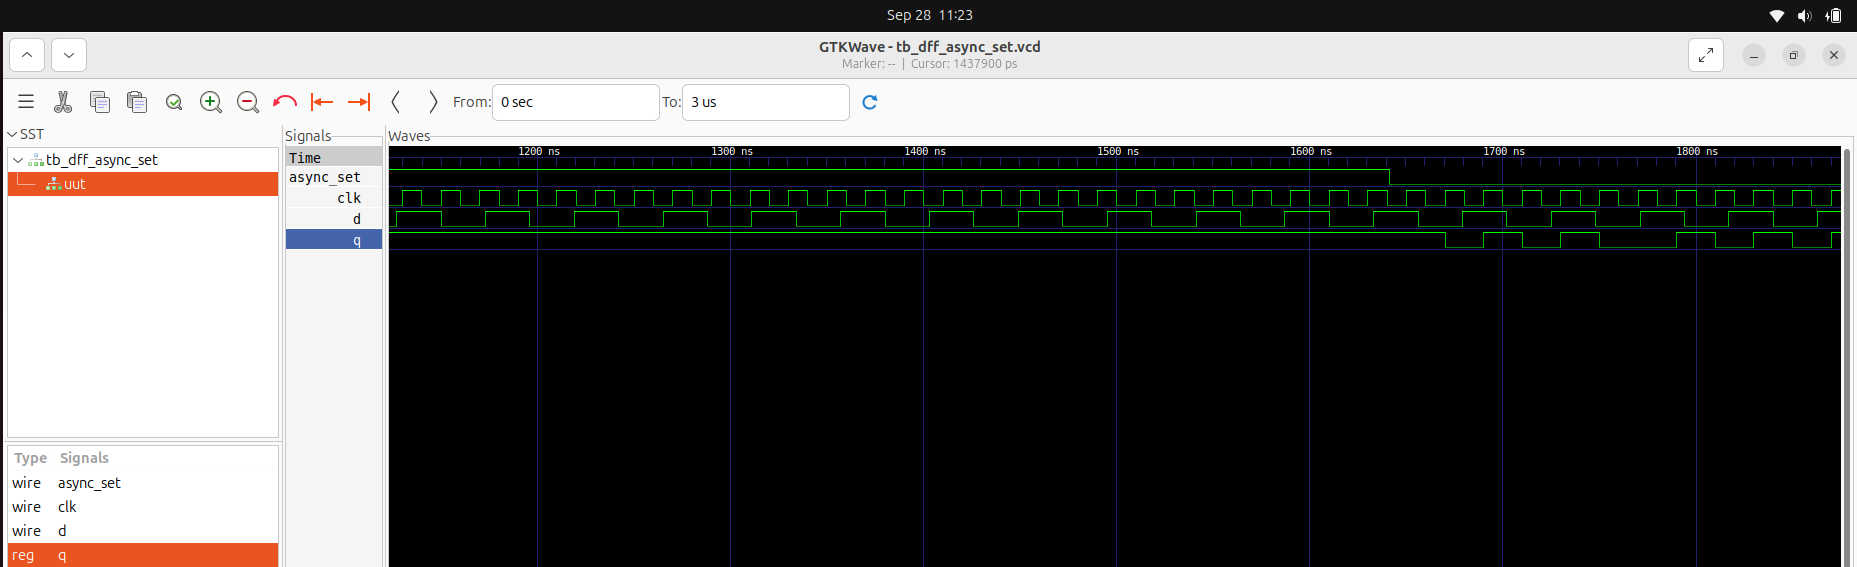 Sep 28 11:23
GTKWave - tb_dff_async_set.vcd
Marker: -- | Cursor: 1437900 ps
From: 0 sec To: 3 us
SST
tb_dff_async_set
uut
Type Signals
wire async_set
wire clk
wire d
reg q
Signals
Time
async_set
clk
d
q
Waves
1200 ns 1300 ns 1400 ns 1500 ns 1600 ns 1700 ns 1800 ns